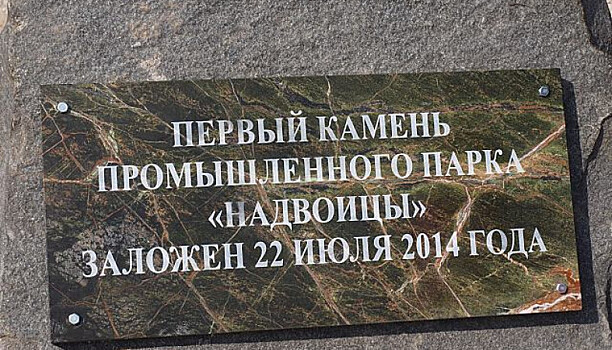 ПЕРВЫЙ КАМЕНЬ
ПРОМЫШЛЕННОГО ПАРКА
«НАДВОИЦЫ»
ЗАЛОЖЕН 22 ИЮЛЯ 2014 ГОДА